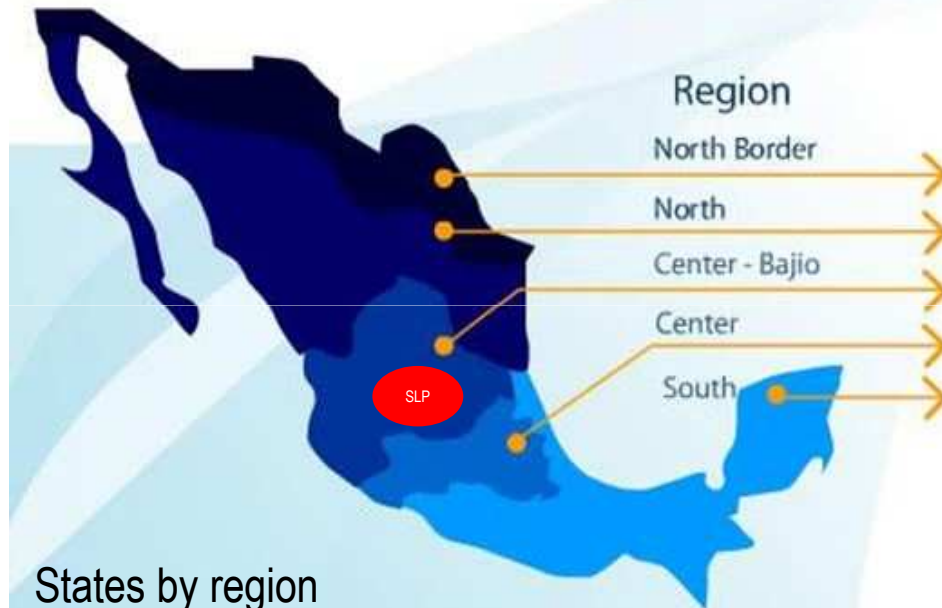 Region
North Border
North
Center - Bajio
Center
SLP
South
States by region